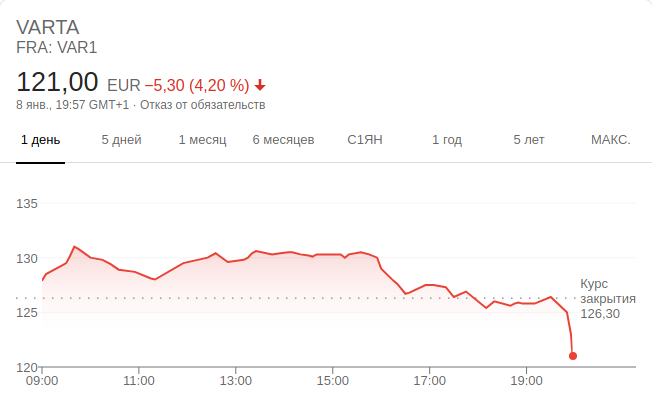 VARTA
FRA: VAR1
121,00 EUR −5,30 (4,20 %)
8 янв., 19:57 GMT+1 · Отказ от обязательств
1 день 5 дней 1 месяц 6 месяцев С1ЯН 1 год 5 лет МАКС.
135
130
Курс
закрытия
126,30
125
120
09:00 11:00 13:00 15:00 17:00 19:00